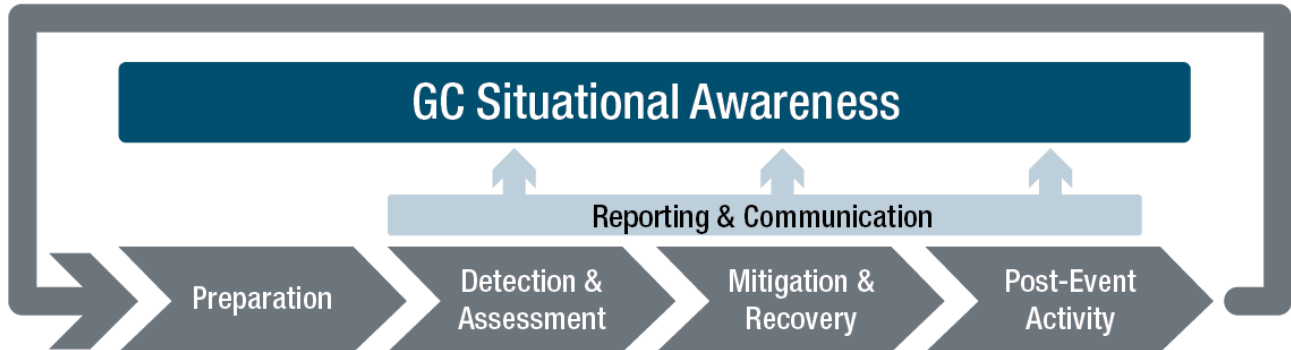 GC Situational Awareness
Reporting & Communication
Preparation
Detection &
Assessment
Mitigation &
Recovery
Post-Event
Activity